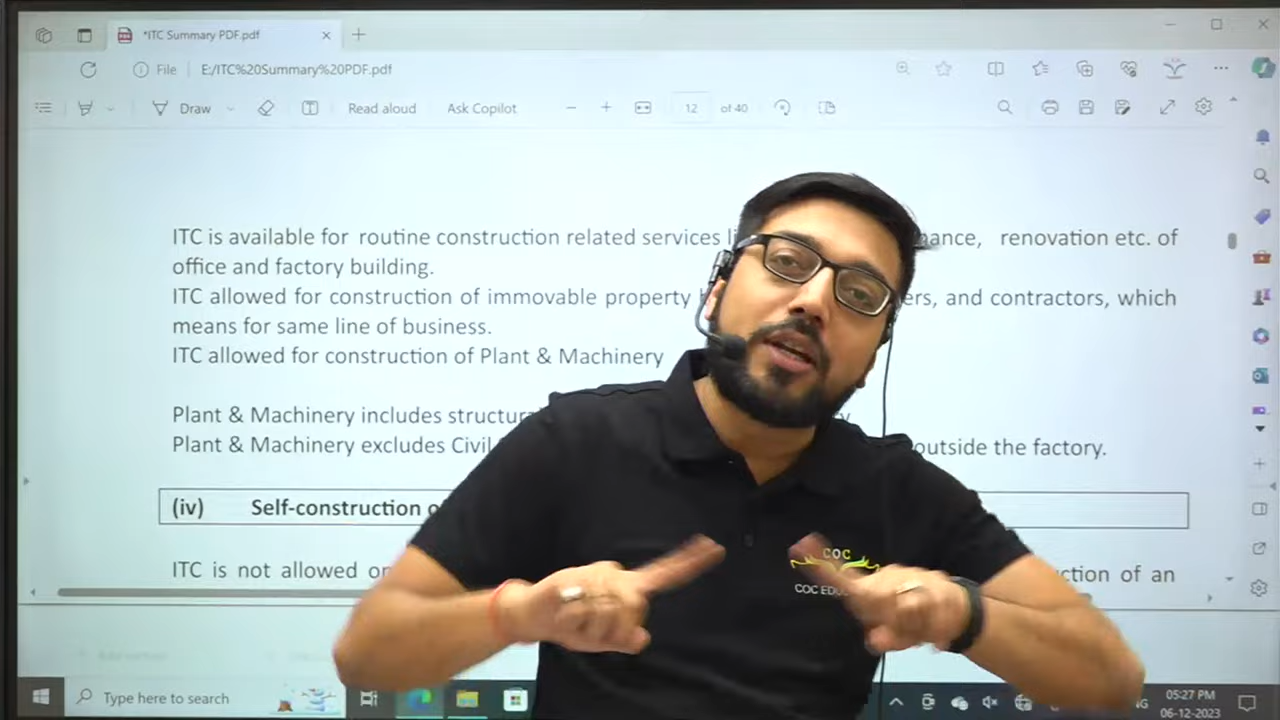 *ITC Summary PDF.pdf
File E:/ITC%20Summary%20PDF.pdf
Draw Read aloud Ask Copilot 12 of 40
ITC is available for routine construction related services renovation etc. of
office and factory building.
ITC allowed for construction of immovable property and contractors, which
means for same line of business.
ITC allowed for construction of Plant & Machinery
Plant & Machinery includes
Plant & Machinery excludes Civil outside the factory.
(iv) Self-construction
ITC is not allowed of an
COC
COC
Type here to search
05:27 PM
06-12-2023